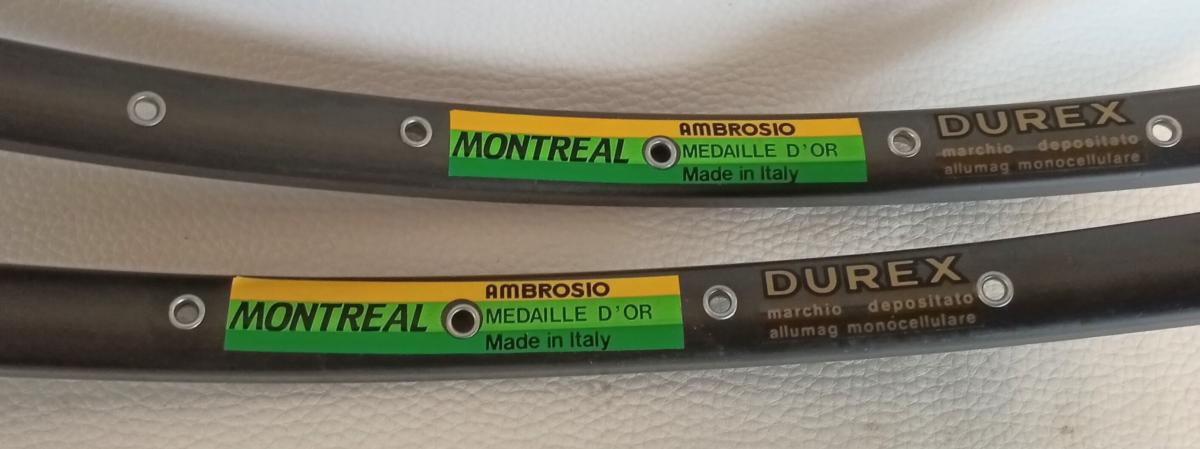 MONTREAL
AMBROSIO
MEDAILLE D'OR
Made in Italy
DUREX
marchio depositato
allumag monocellulare
MONTREAL
AMBROSIO
MEDAILLE D'OR
Made in Italy
DUREX
marchio depositato
allumag monocellulare